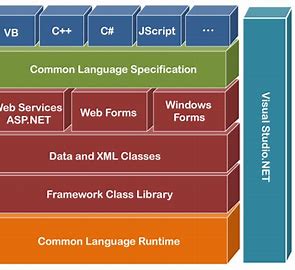 VB
C++
C#
JScript
...
Common Language Specification
Web Services
ASP.NET
Web Forms
Windows
Forms
Data and XML Classes
Framework Class Library
Common Language Runtime
Visual Studio.NET